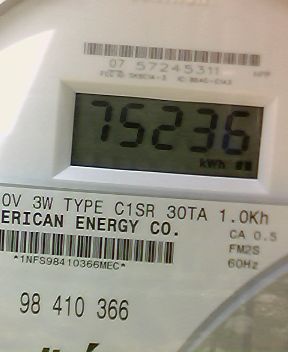 07 57245311
75236
kWh
0V 3W TYPE C1SR 30TA 1.0Kh
ERICAN ENERGY CO.
CA 0.5
FM2S
60Hz
*1NFS98410366MEC*
98 410 366